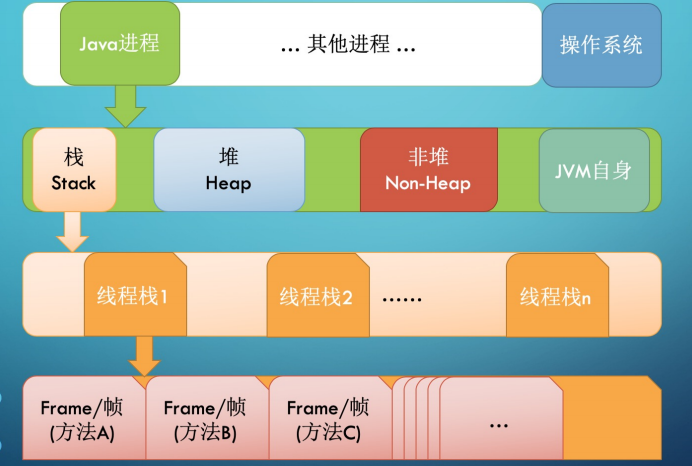 Java进程
... 其他进程 ...
操作系统
栈
Stack
堆
Heap
非堆
Non-Heap
JVM自身
线程栈1
线程栈2
......
线程栈n
Frame/帧
(方法A)
Frame/帧
(方法B)
Frame/帧
(方法C)
...